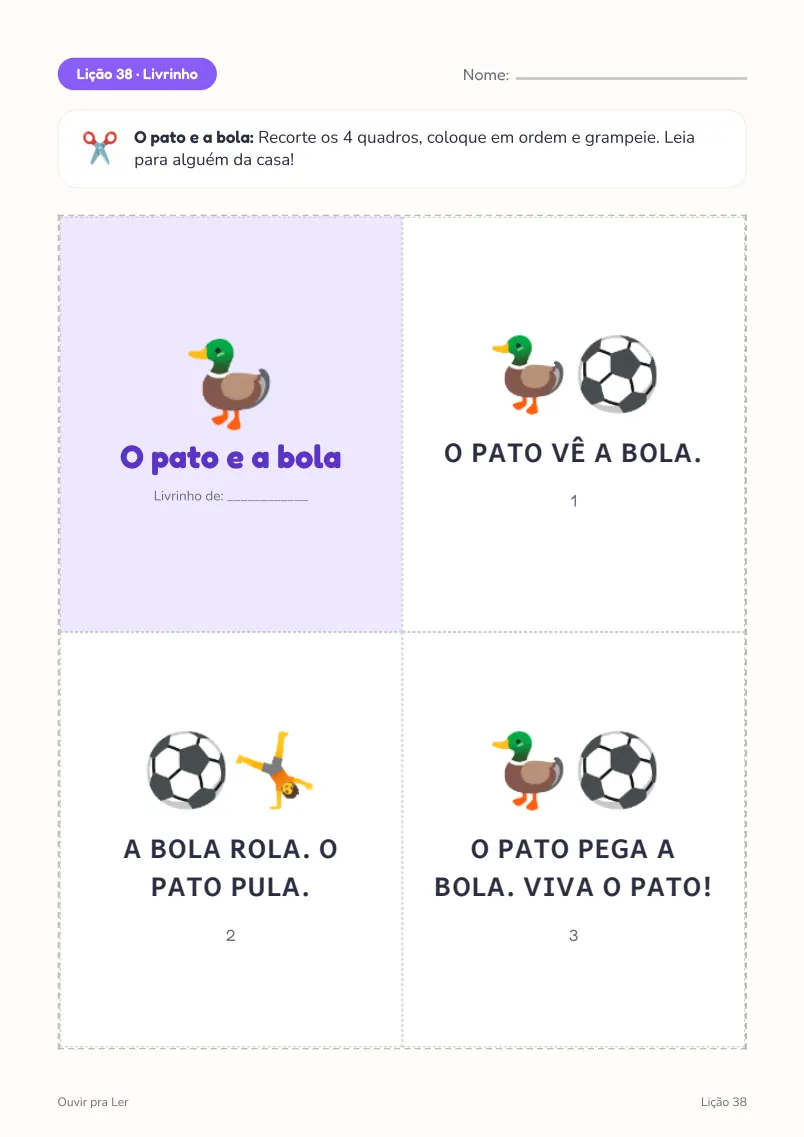 Lição 38 · Livrinho
Nome:
O pato e a bola: Recorte os 4 quadros, coloque em ordem e grampeie. Leia
para alguém da casa!
O pato e a bola
Livrinho de: ____________
O PATO VÊ A BOLA.
1
A BOLA ROLA. O
PATO PULA.
2
O PATO PEGA A
BOLA. VIVA O PATO!
3
Ouvir pra Ler
Lição 38